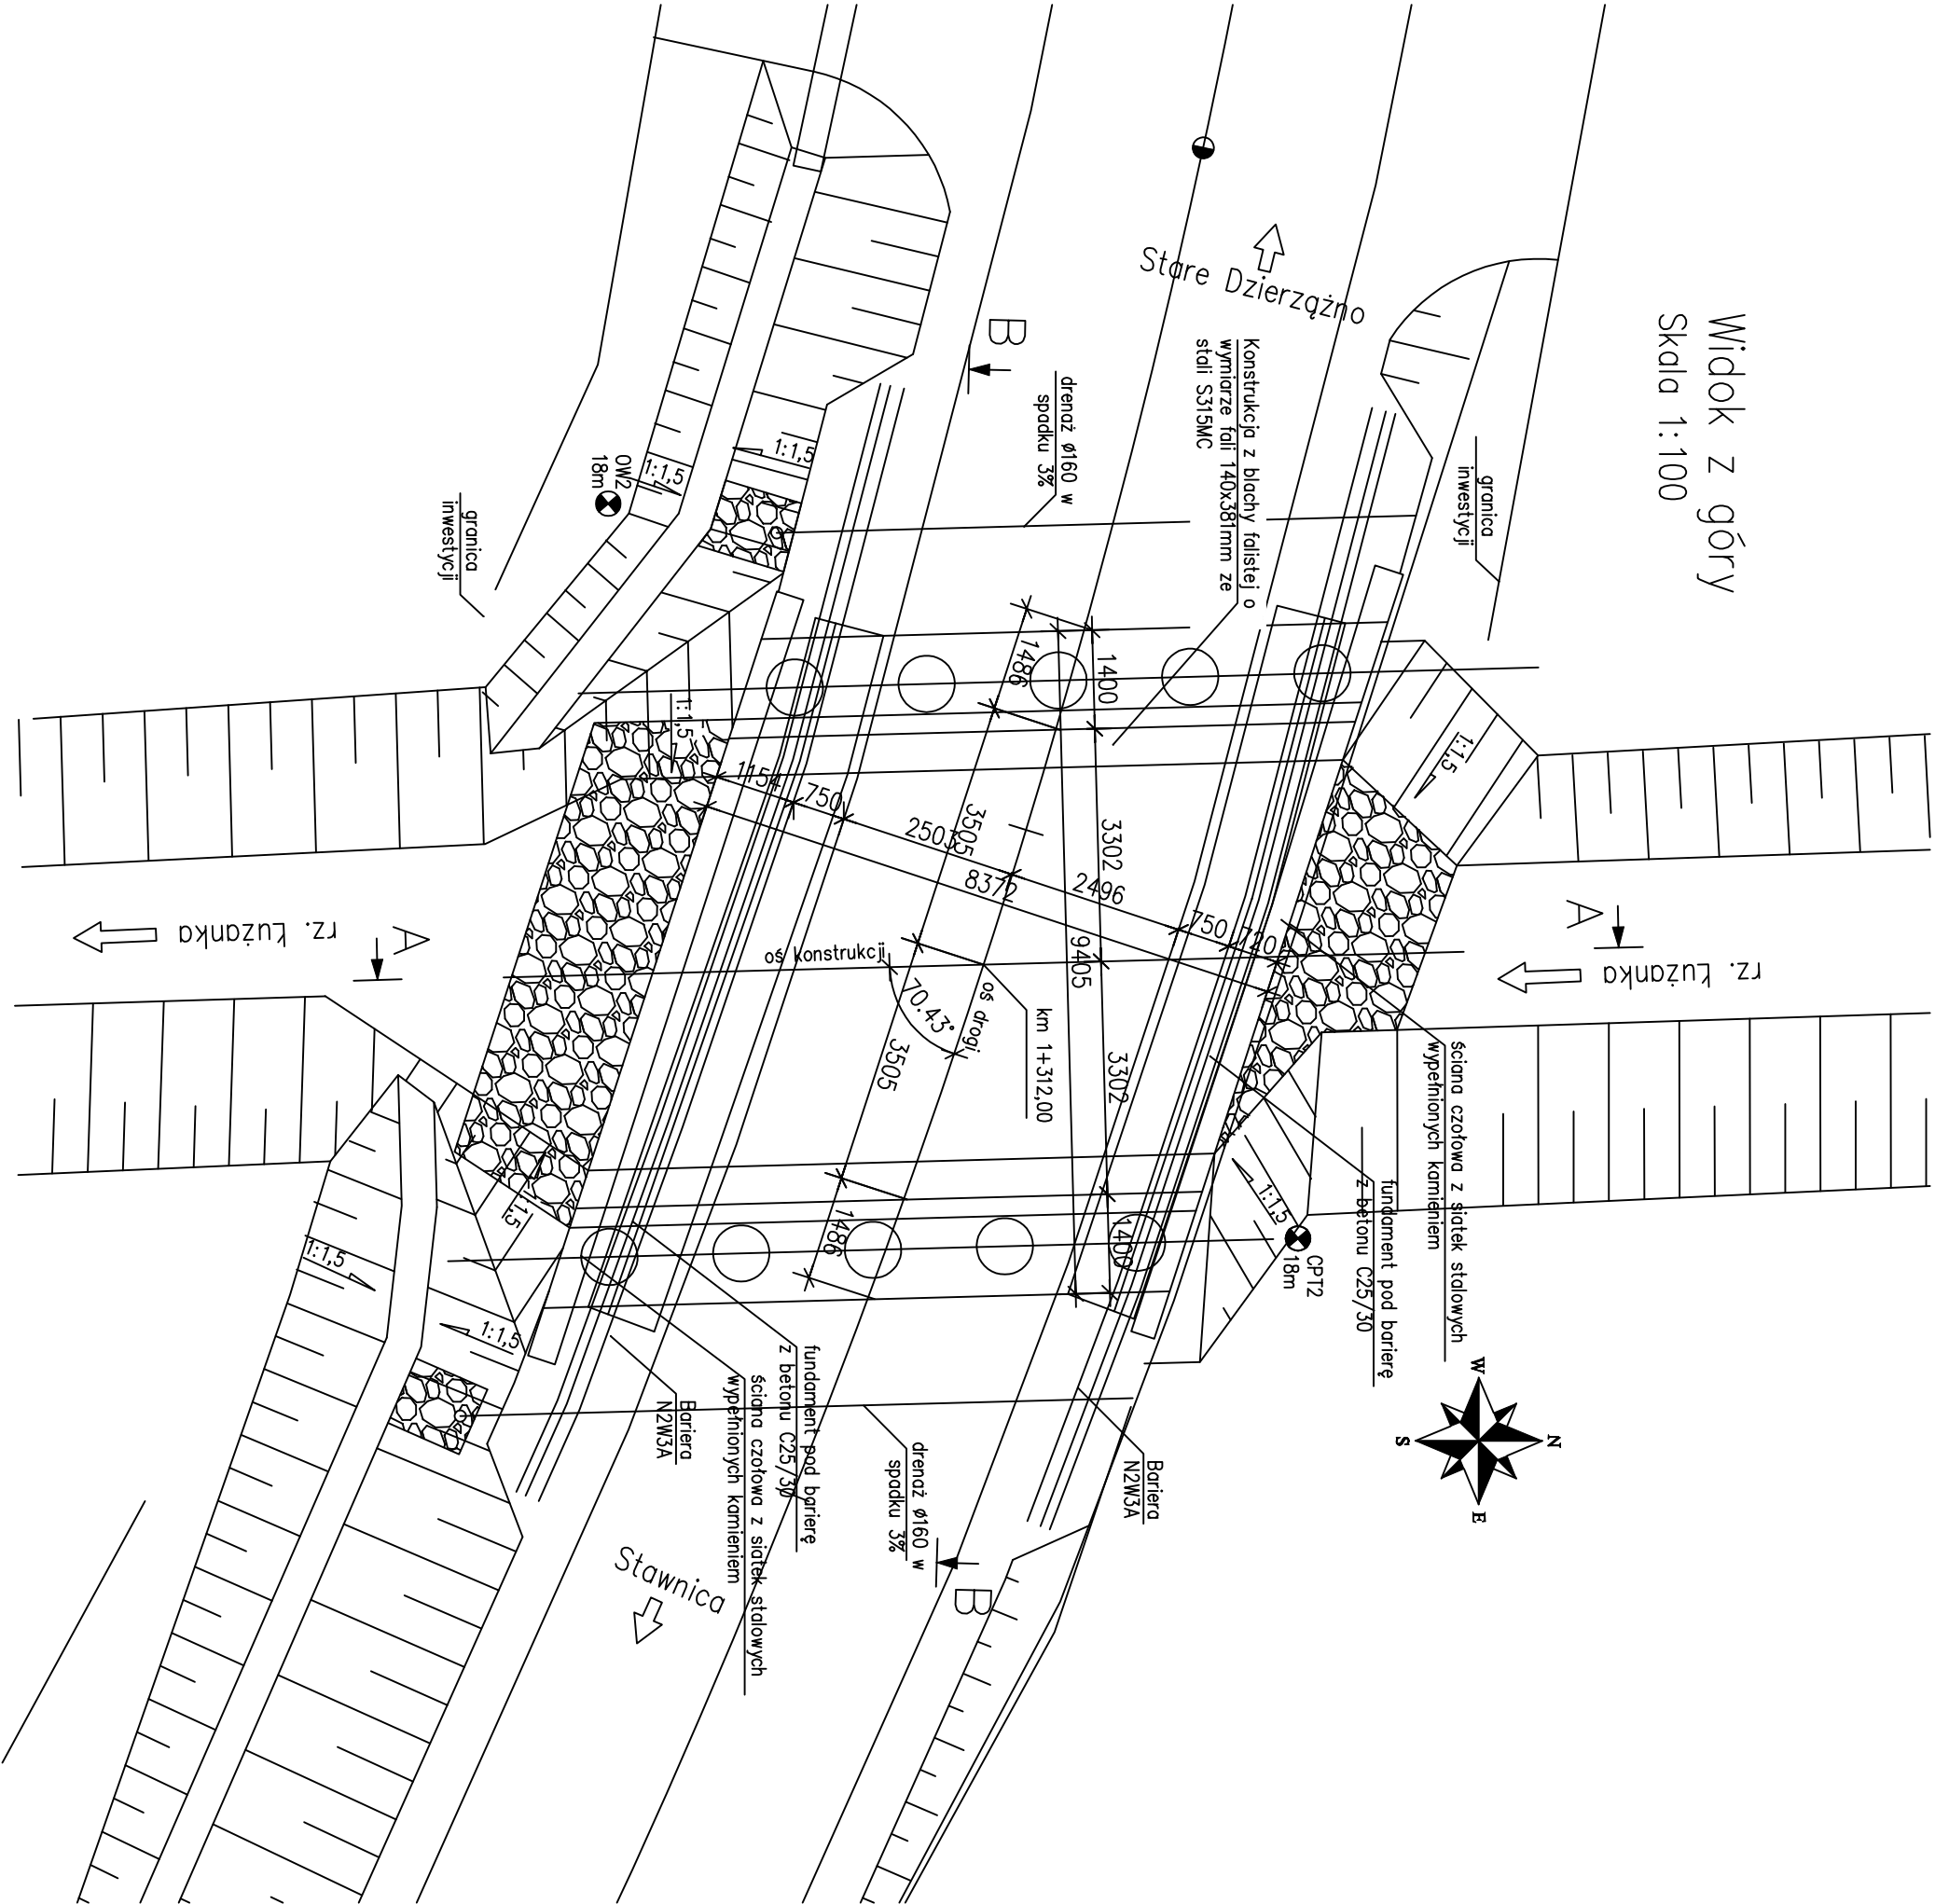 Widok z góry
Skala 1:100
granica
inwestycji
Stare Dzierzążno
Konstrukcja z blachy falistej o
wymiarze fali 140x381mm ze
stali S315MC
B
drenaż ø160 w
spadku 3%
1:1,5
1:1,5
OW2
18m
granica
inwestycji
1:1,5
1:1,5
1486
1400
1154
750
2503
3505
8372
3302
2496
750
720
9405
oś konstrukcji
oś drogi
70.43°
km 1+312,00
3505
3302
1486
1400
rz. Łużanka
A
A
rz. Łużanka
ściana czołowa z siatek stalowych
wypełnionych kamieniem
fundament pod barierę
z betonu C25/30
1:1,5
CPT2
18m
1:1,5
1:1,5
1:1,5
W
N
S
E
fundament pod barierę
z betonu C25/30
ściana czołowa z siatek stalowych
wypełnionych kamieniem
Bariera
N2W3A
drenaż ø160 w
spadku 3%
Bariera
N2W3A
B
Stawnica